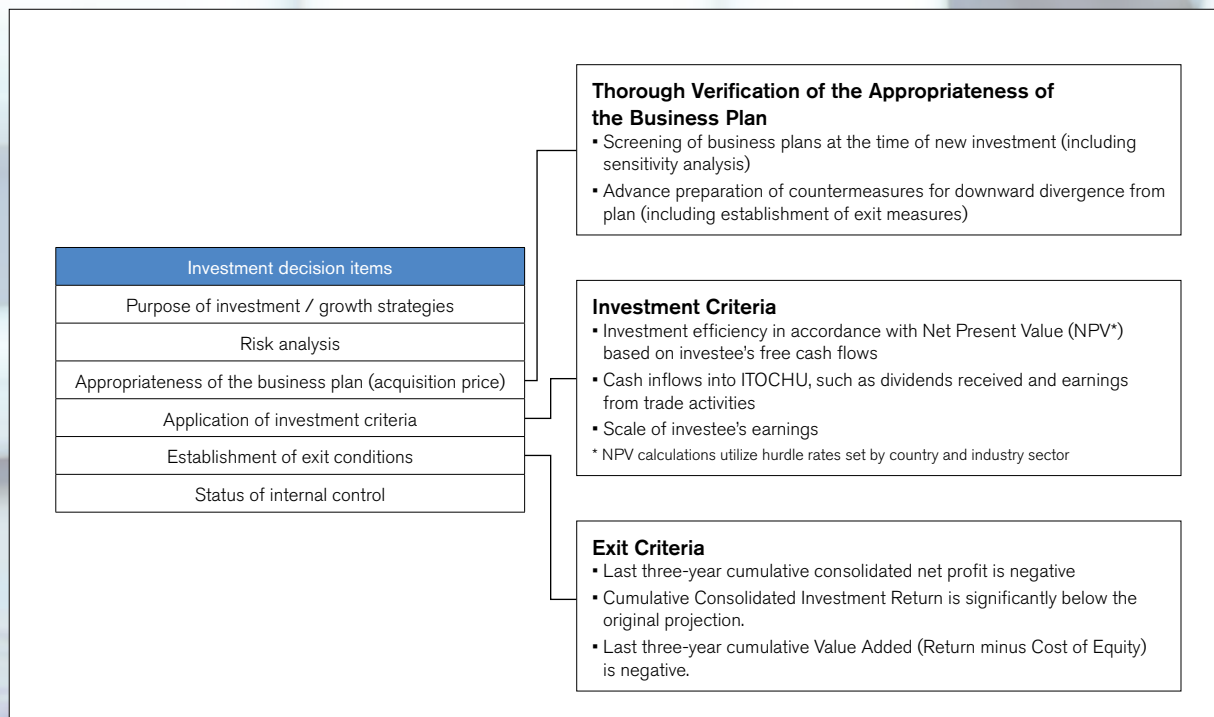 Investment decision items
Purpose of investment / growth strategies
Risk analysis
Appropriateness of the business plan (acquisition price)
Application of investment criteria
Establishment of exit conditions
Status of internal control
Thorough Verification of the Appropriateness of
the Business Plan
▪ Screening of business plans at the time of new investment (including
sensitivity analysis)
▪ Advance preparation of countermeasures for downward divergence from
plan (including establishment of exit measures)
Investment Criteria
▪ Investment efficiency in accordance with Net Present Value (NPV*)
based on investee's free cash flows
▪ Cash inflows into ITOCHU, such as dividends received and earnings
from trade activities
▪ Scale of investee's earnings
* NPV calculations utilize hurdle rates set by country and industry sector
Exit Criteria
▪ Last three-year cumulative consolidated net profit is negative
▪ Cumulative Consolidated Investment Return is significantly below the
original projection.
▪ Last three-year cumulative Value Added (Return minus Cost of Equity)
is negative.